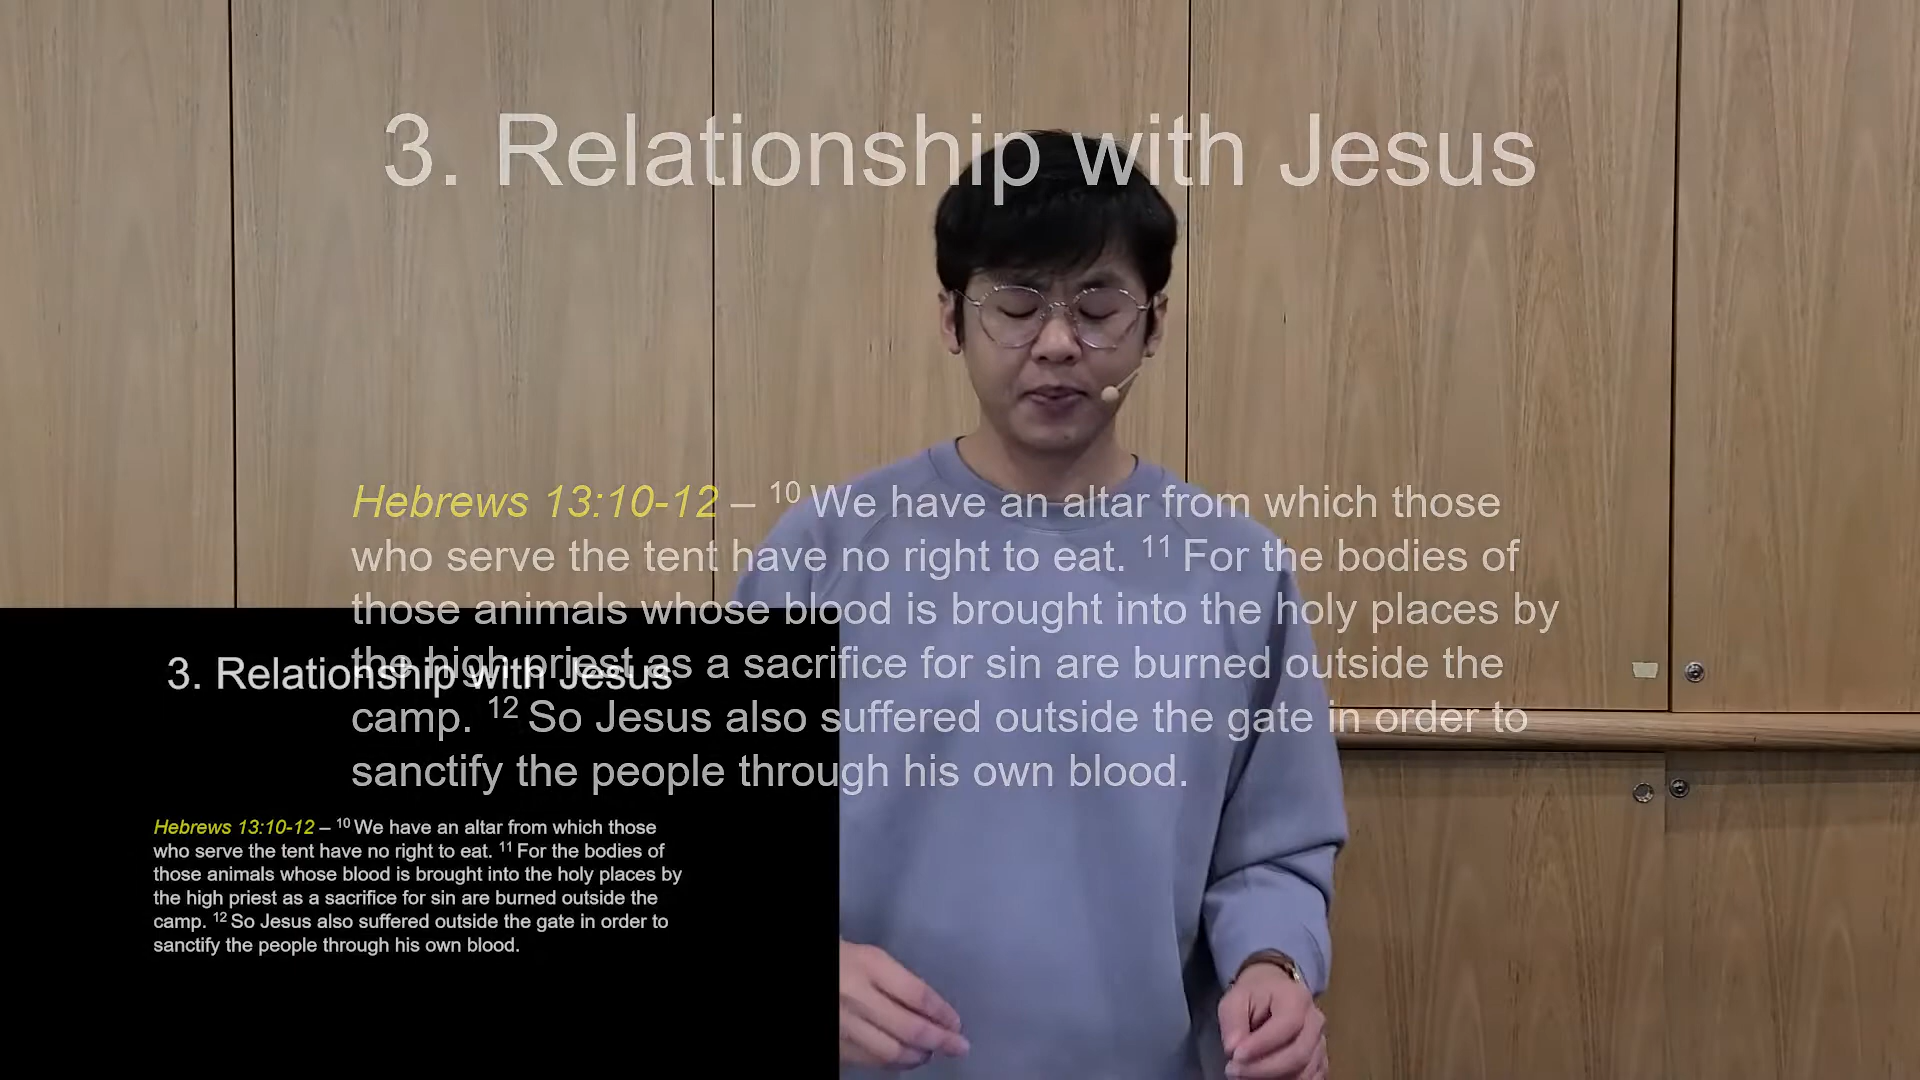 3. Relationship with Jesus
Hebrews 13:10-12 – 10 We have an altar from which those
who serve the tent have no right to eat. 11 For the bodies of
those animals whose blood is brought into the holy places by
the high priest as a sacrifice for sin are burned outside the
camp. 12 So Jesus also suffered outside the gate in order to
sanctify the people through his own blood.
3. Relationship with Jesus
Hebrews 13:10-12 – 10 We have an altar from which those
who serve the tent have no right to eat. 11 For the bodies of
those animals whose blood is brought into the holy places by
the high priest as a sacrifice for sin are burned outside the
camp. 12 So Jesus also suffered outside the gate in order to
sanctify the people through his own blood.